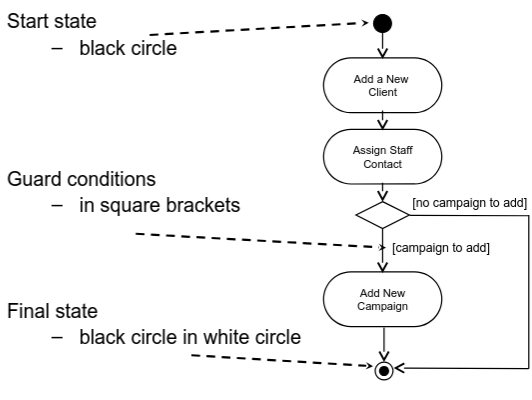 Start state
– black circle
Add a New
Client
Assign Staff
Contact
Guard conditions
– in square brackets
[no campaign to add]
[campaign to add]
Add New
Campaign
Final state
– black circle in white circle